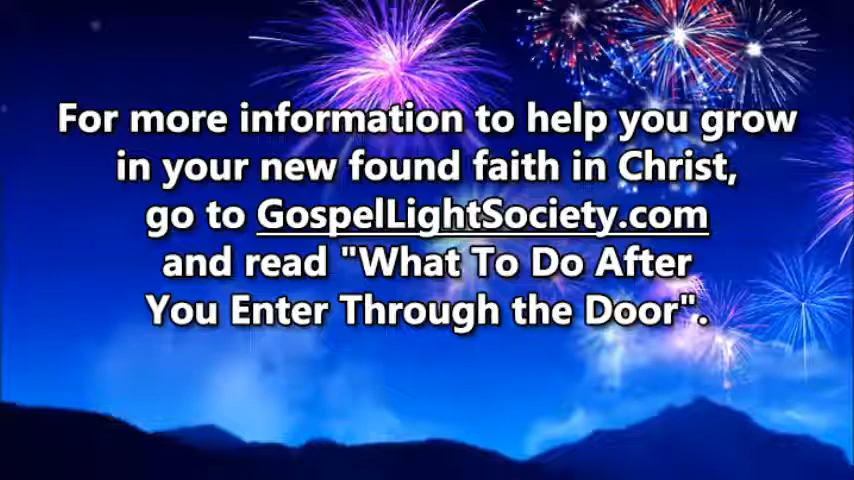 For more information to help you grow
in your new found faith in Christ,
go to GospelLightSociety.com
and read "What To Do After
You Enter Through the Door".